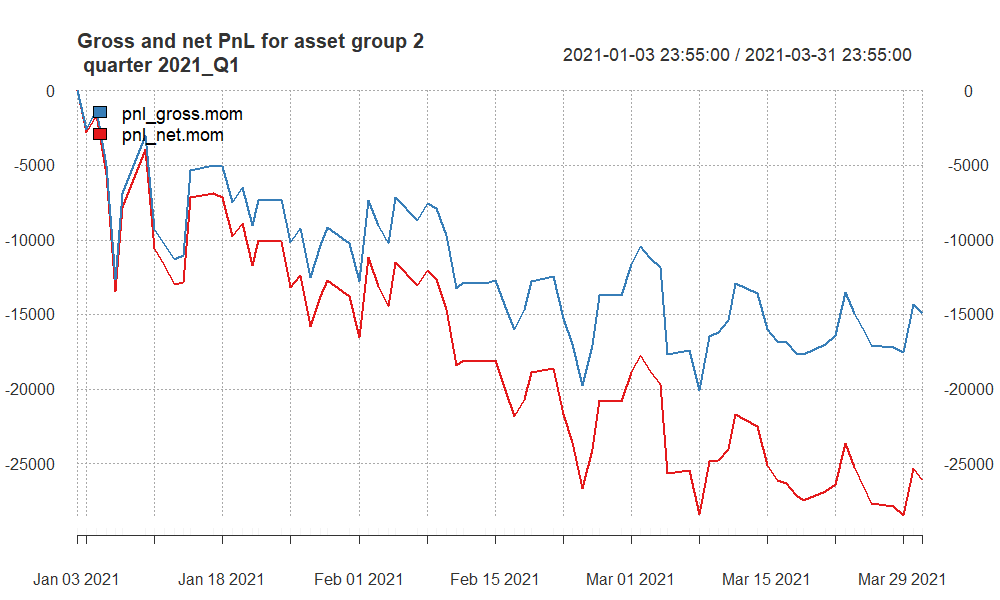 Gross and net PnL for asset group 2
quarter 2021_Q1
2021-01-03 23:55:00 / 2021-03-31 23:55:00
pnl_gross.mom
pnl_net.mom
0 0
-5000 -5000
-10000 -10000
-15000 -15000
-20000 -20000
-25000 -25000
Jan 03 2021 Jan 18 2021 Feb 01 2021 Feb 15 2021 Mar 01 2021 Mar 15 2021 Mar 29 2021